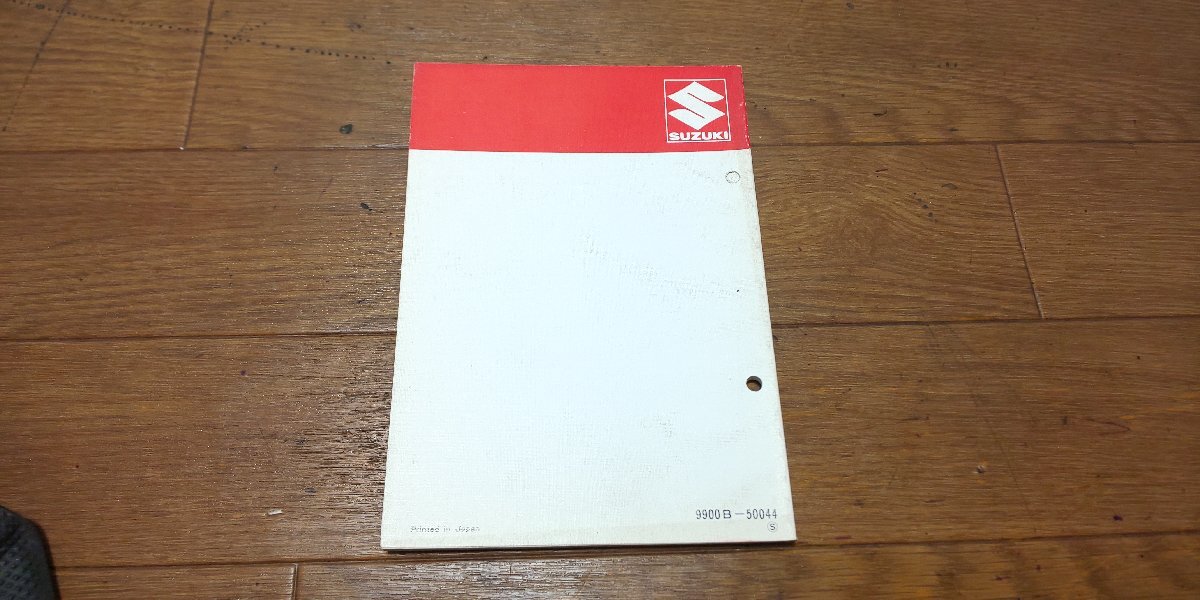 SUZUKI
Printed in Japan
9900B-50044
S